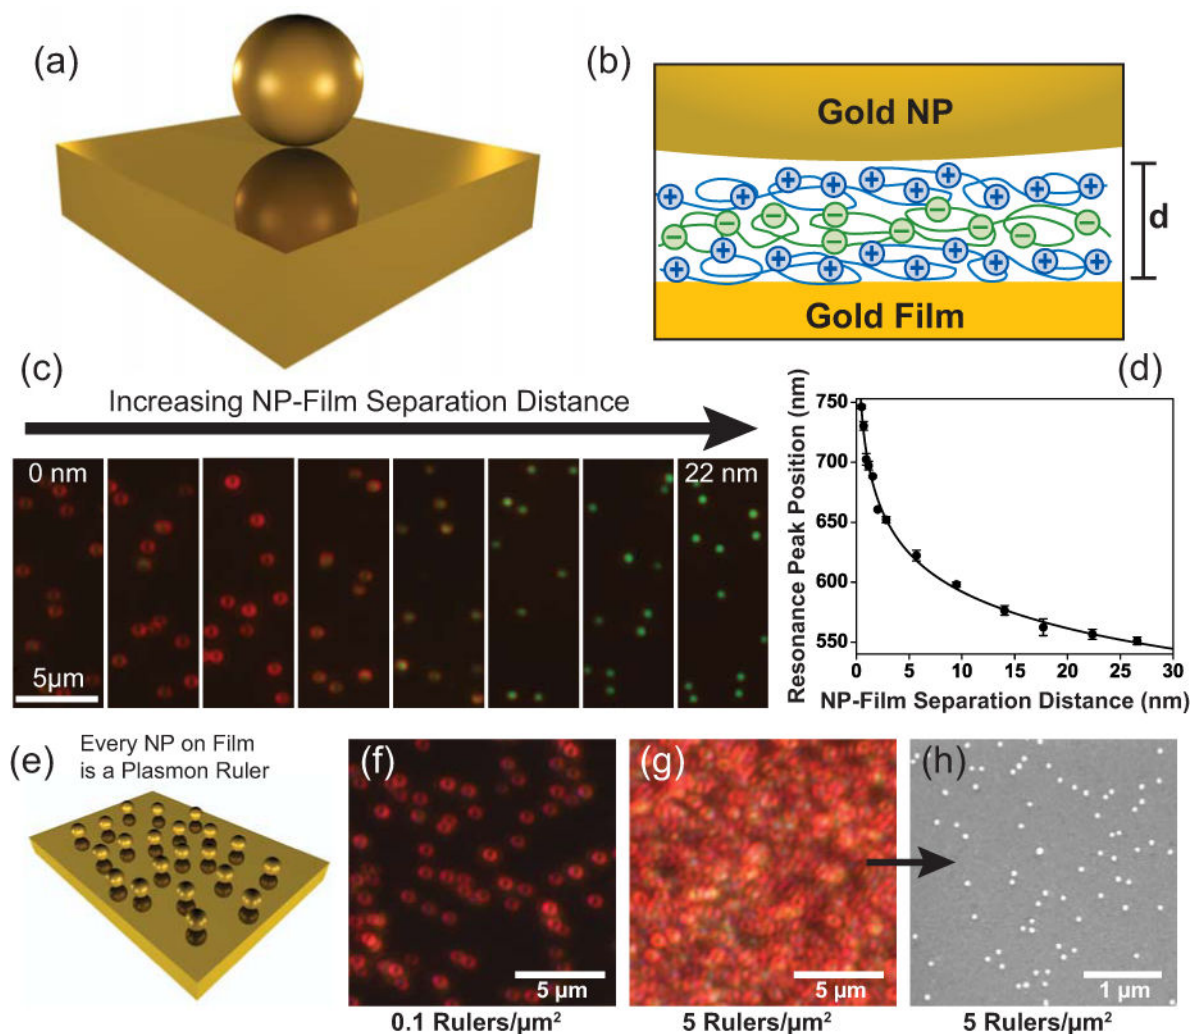 (a)
(b)
Gold NP
d
Gold Film
(c)
Increasing NP-Film Separation Distance
0 nm
22 nm
5µm
(d)
Resonance Peak Position (nm)
750
700
650
600
550
0 5 10 15 20 25 30
NP-Film Separation Distance (nm)
(e)
Every NP on Film
is a Plasmon Ruler
(f)
5 µm
0.1 Rulers/µm²
(g)
5 µm
5 Rulers/µm²
(h)
1 µm
5 Rulers/µm²